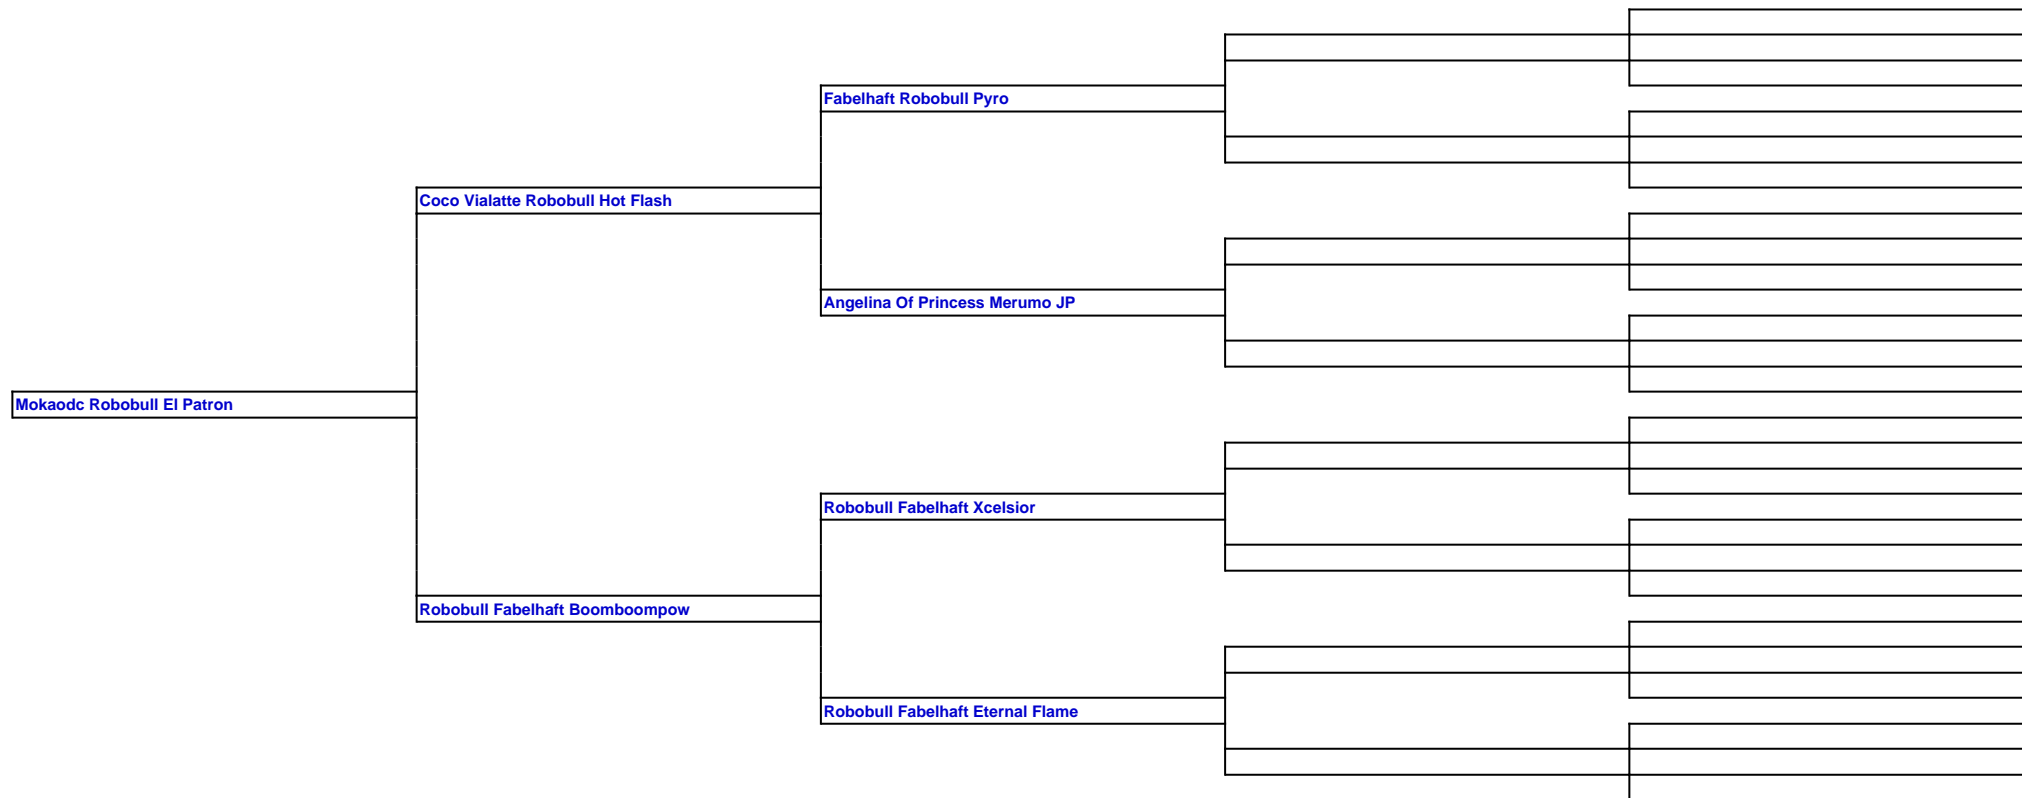 Fabelhaft Robobull Pyro
Coco Vialatte Robobull Hot Flash
Angelina Of Princess Merumo JP
Mokaodc Robobull El Patron
Robobull Fabelhaft Xcelsior
Robobull Fabelhaft Boomboompow
Robobull Fabelhaft Eternal Flame